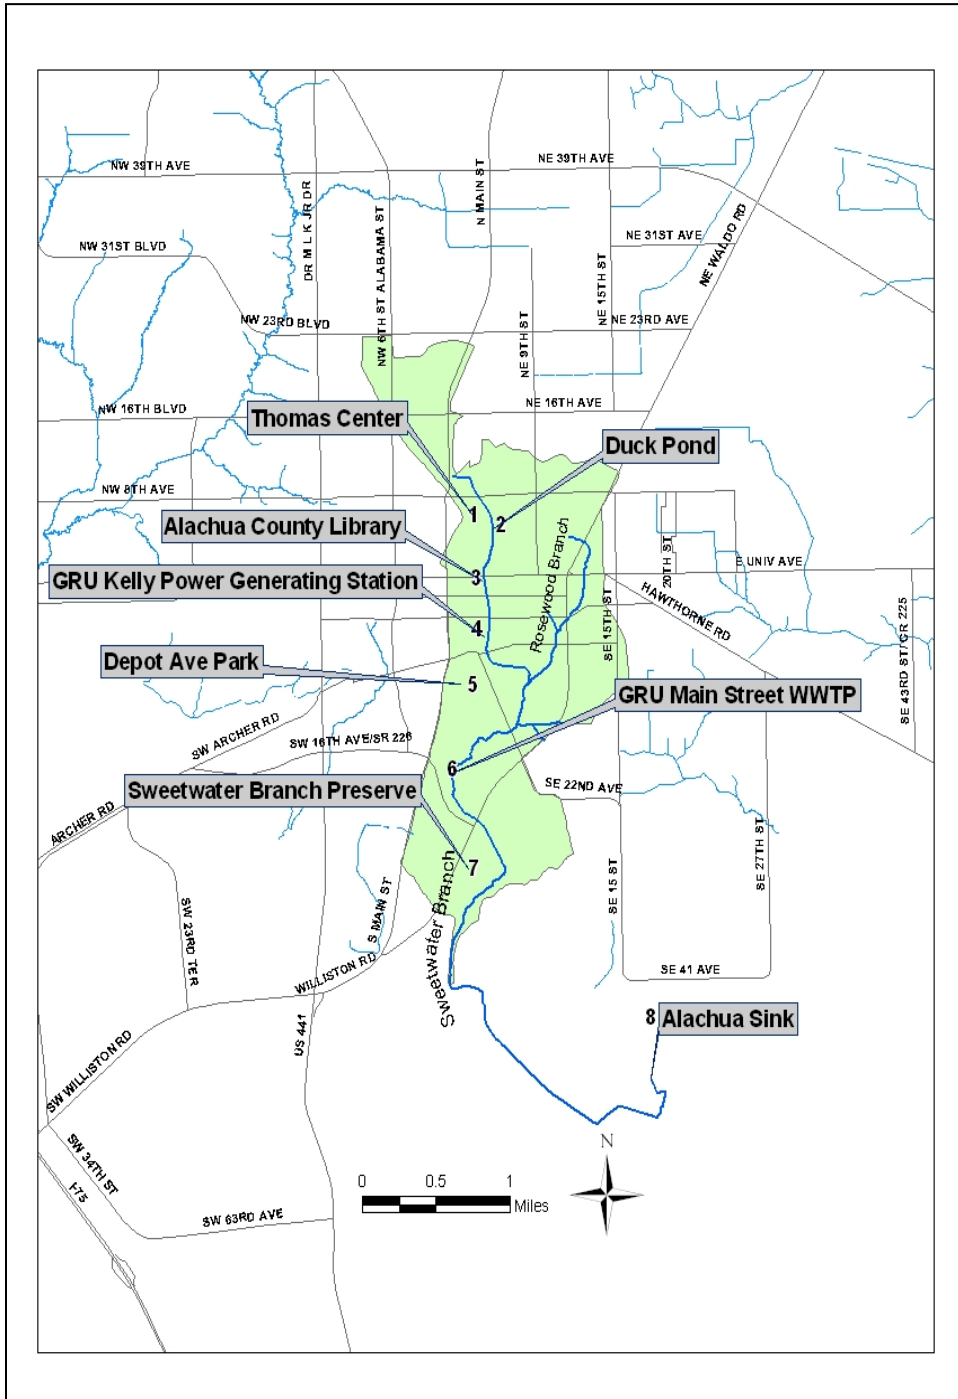 NW 39TH AVE
NE 39TH AVE
N MAIN ST
DR M L K JR DR
NW 6TH ST ALABAMA ST
NW 31ST BLVD
NE 31ST AVE
NE WALDO RD
NE 15TH ST
NW 23RD BLVD
NE 23RD AVE
NE 9TH ST
NW 16TH BLVD
NE 16TH AVE
Thomas Center
Duck Pond
NW 8TH AVE
1
2
Alachua County Library
3
Rosewood Branch
20TH ST
E UNIV AVE
GRU Kelly Power Generating Station
4
HAWTHORNE RD
SE 15TH ST
SE 43RD ST/CR 225
Depot Ave Park
5
GRU Main Street WWTP
SW ARCHER RD
SW 16TH AVE/SR 226
6
SE 22ND AVE
Sweetwater Branch Preserve
ARCHER RD
7
SE 27TH ST
SE 15 ST
S MAIN ST
Sweetwater Branch
SW 23RD TER
WILLISTON RD
SE 41 AVE
US 441
8
Alachua Sink
SW WILLISTON RD
SW 34TH ST
I-75
SW 63RD AVE
N
0 0.5 1
Miles